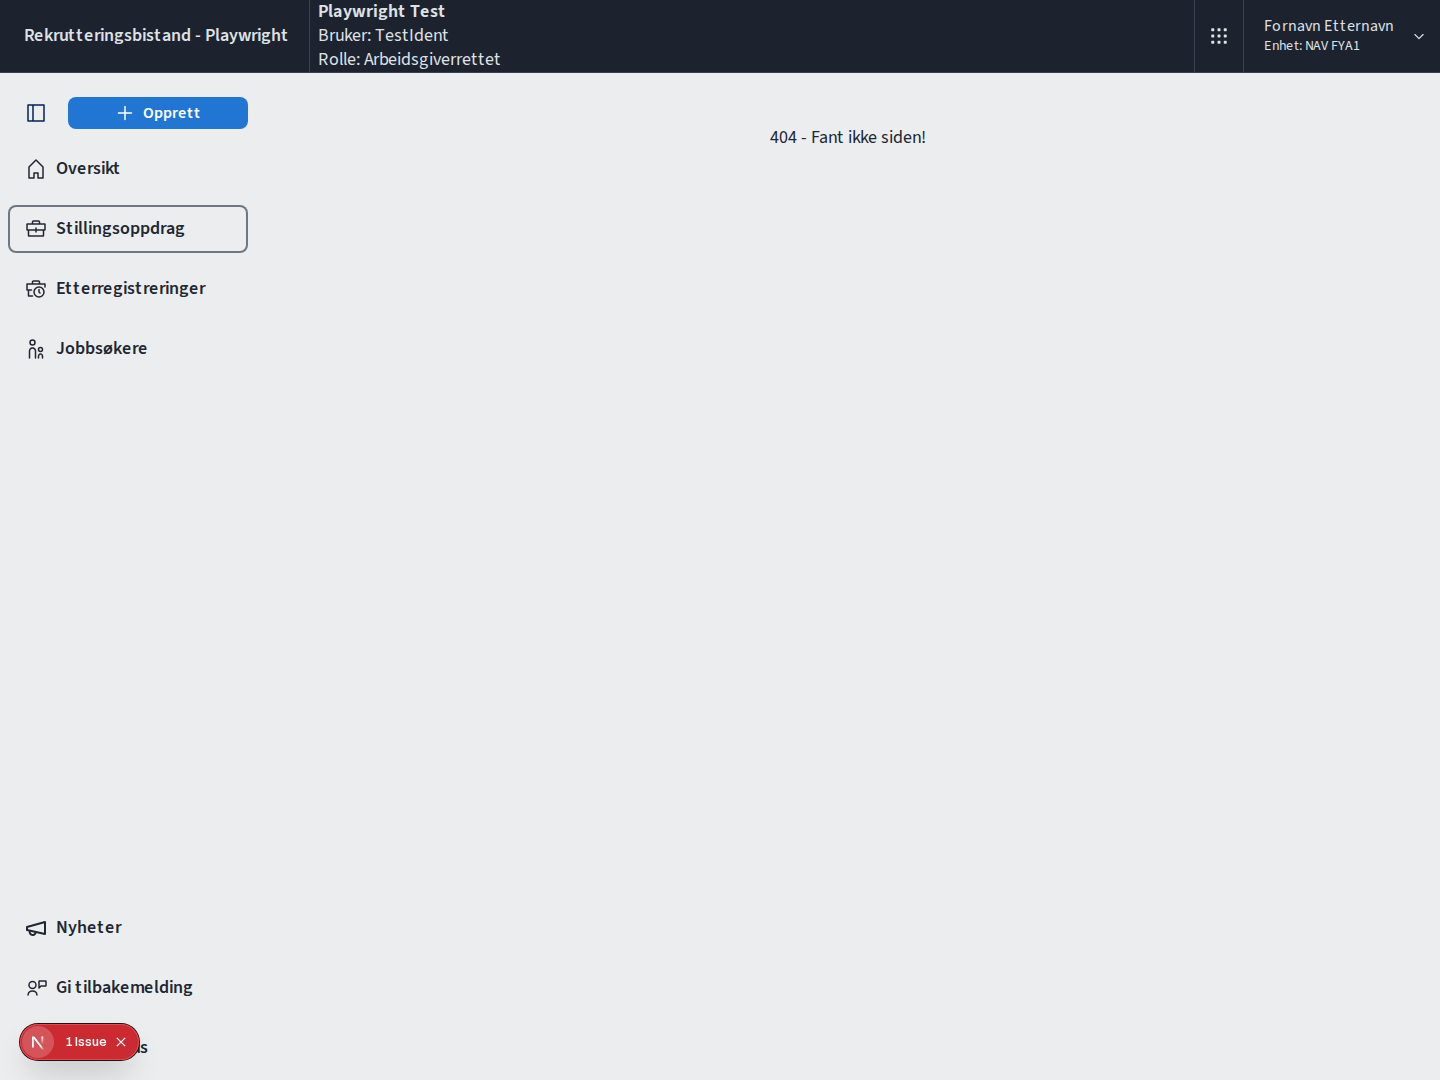 Rekrutteringsbistand - Playwright
Playwright Test
Bruker: TestIdent
Rolle: Arbeidsgiverrettet
Fornavn Etternavn
Enhet: NAV FYA1
Opprett
Oversikt
Stillingsoppdrag
Etterregistreringer
Jobbsøkere
404 - Fant ikke siden!
Nyheter
Gi tilbakemelding
1 Issue